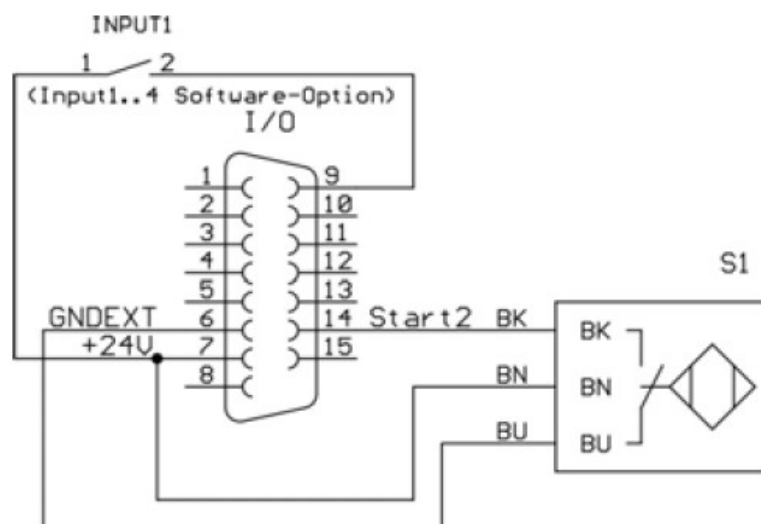 INPUT1
1 2
(Input1..4 Software-Option)
I/O
1 9
2 10
3 11
4 12
S1
5 13
GNDEXT 6 14 Start2 BK BK
+24V 7 15
8 BN BN
BU BU